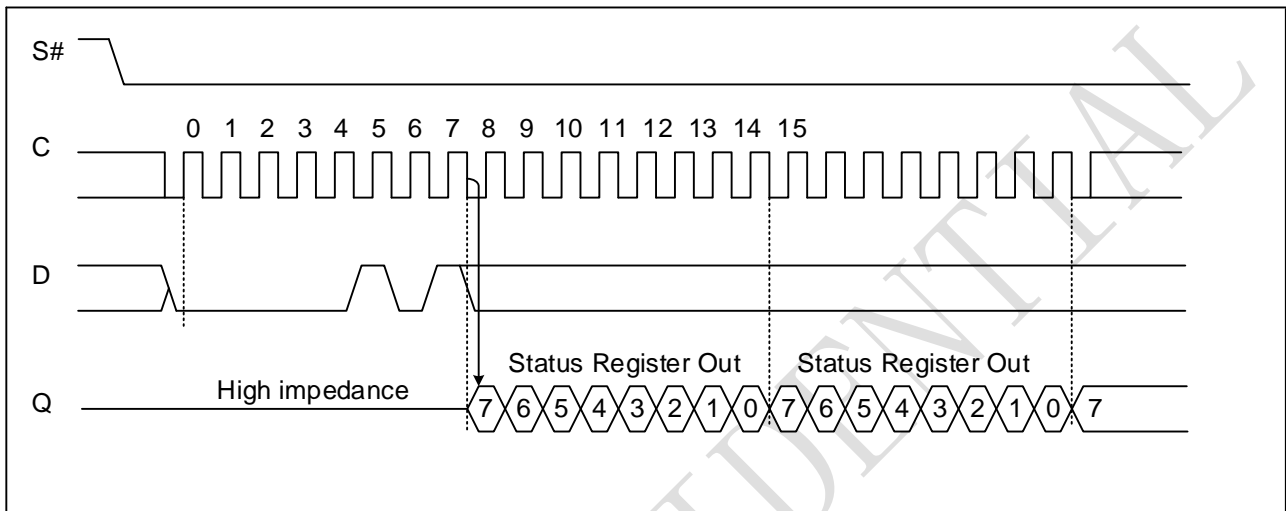 S#
0 1 2 3 4 5 6 7 8 9 10 11 12 13 14 15
C
D
Status Register Out Status Register Out
High impedance
Q
7 6 5 4 3 2 1 0 7 6 5 4 3 2 1 0 7